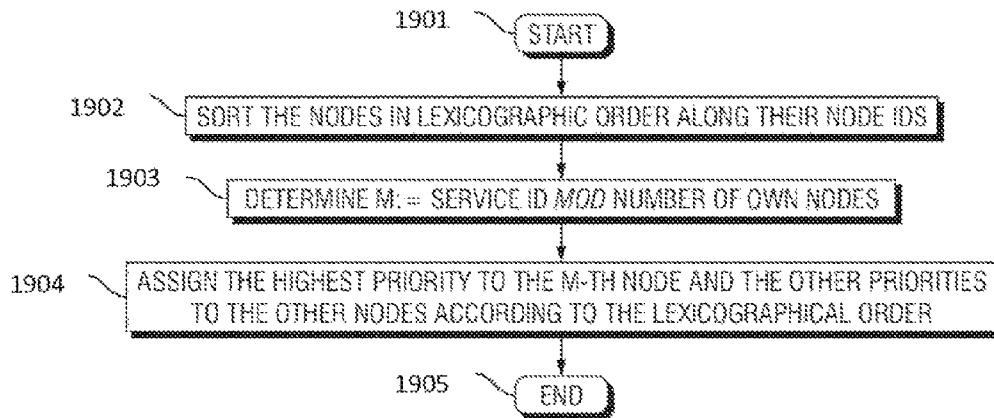 1901
START
1902
SORT THE NODES IN LEXICOGRAPHIC ORDER ALONG THEIR NODE IDS
1903
DETERMINE M: = SERVICE ID MOD NUMBER OF OWN NODES
1904
ASSIGN THE HIGHEST PRIORITY TO THE M-TH NODE AND THE OTHER PRIORITIES
TO THE OTHER NODES ACCORDING TO THE LEXICOGRAPHICAL ORDER
1905
END